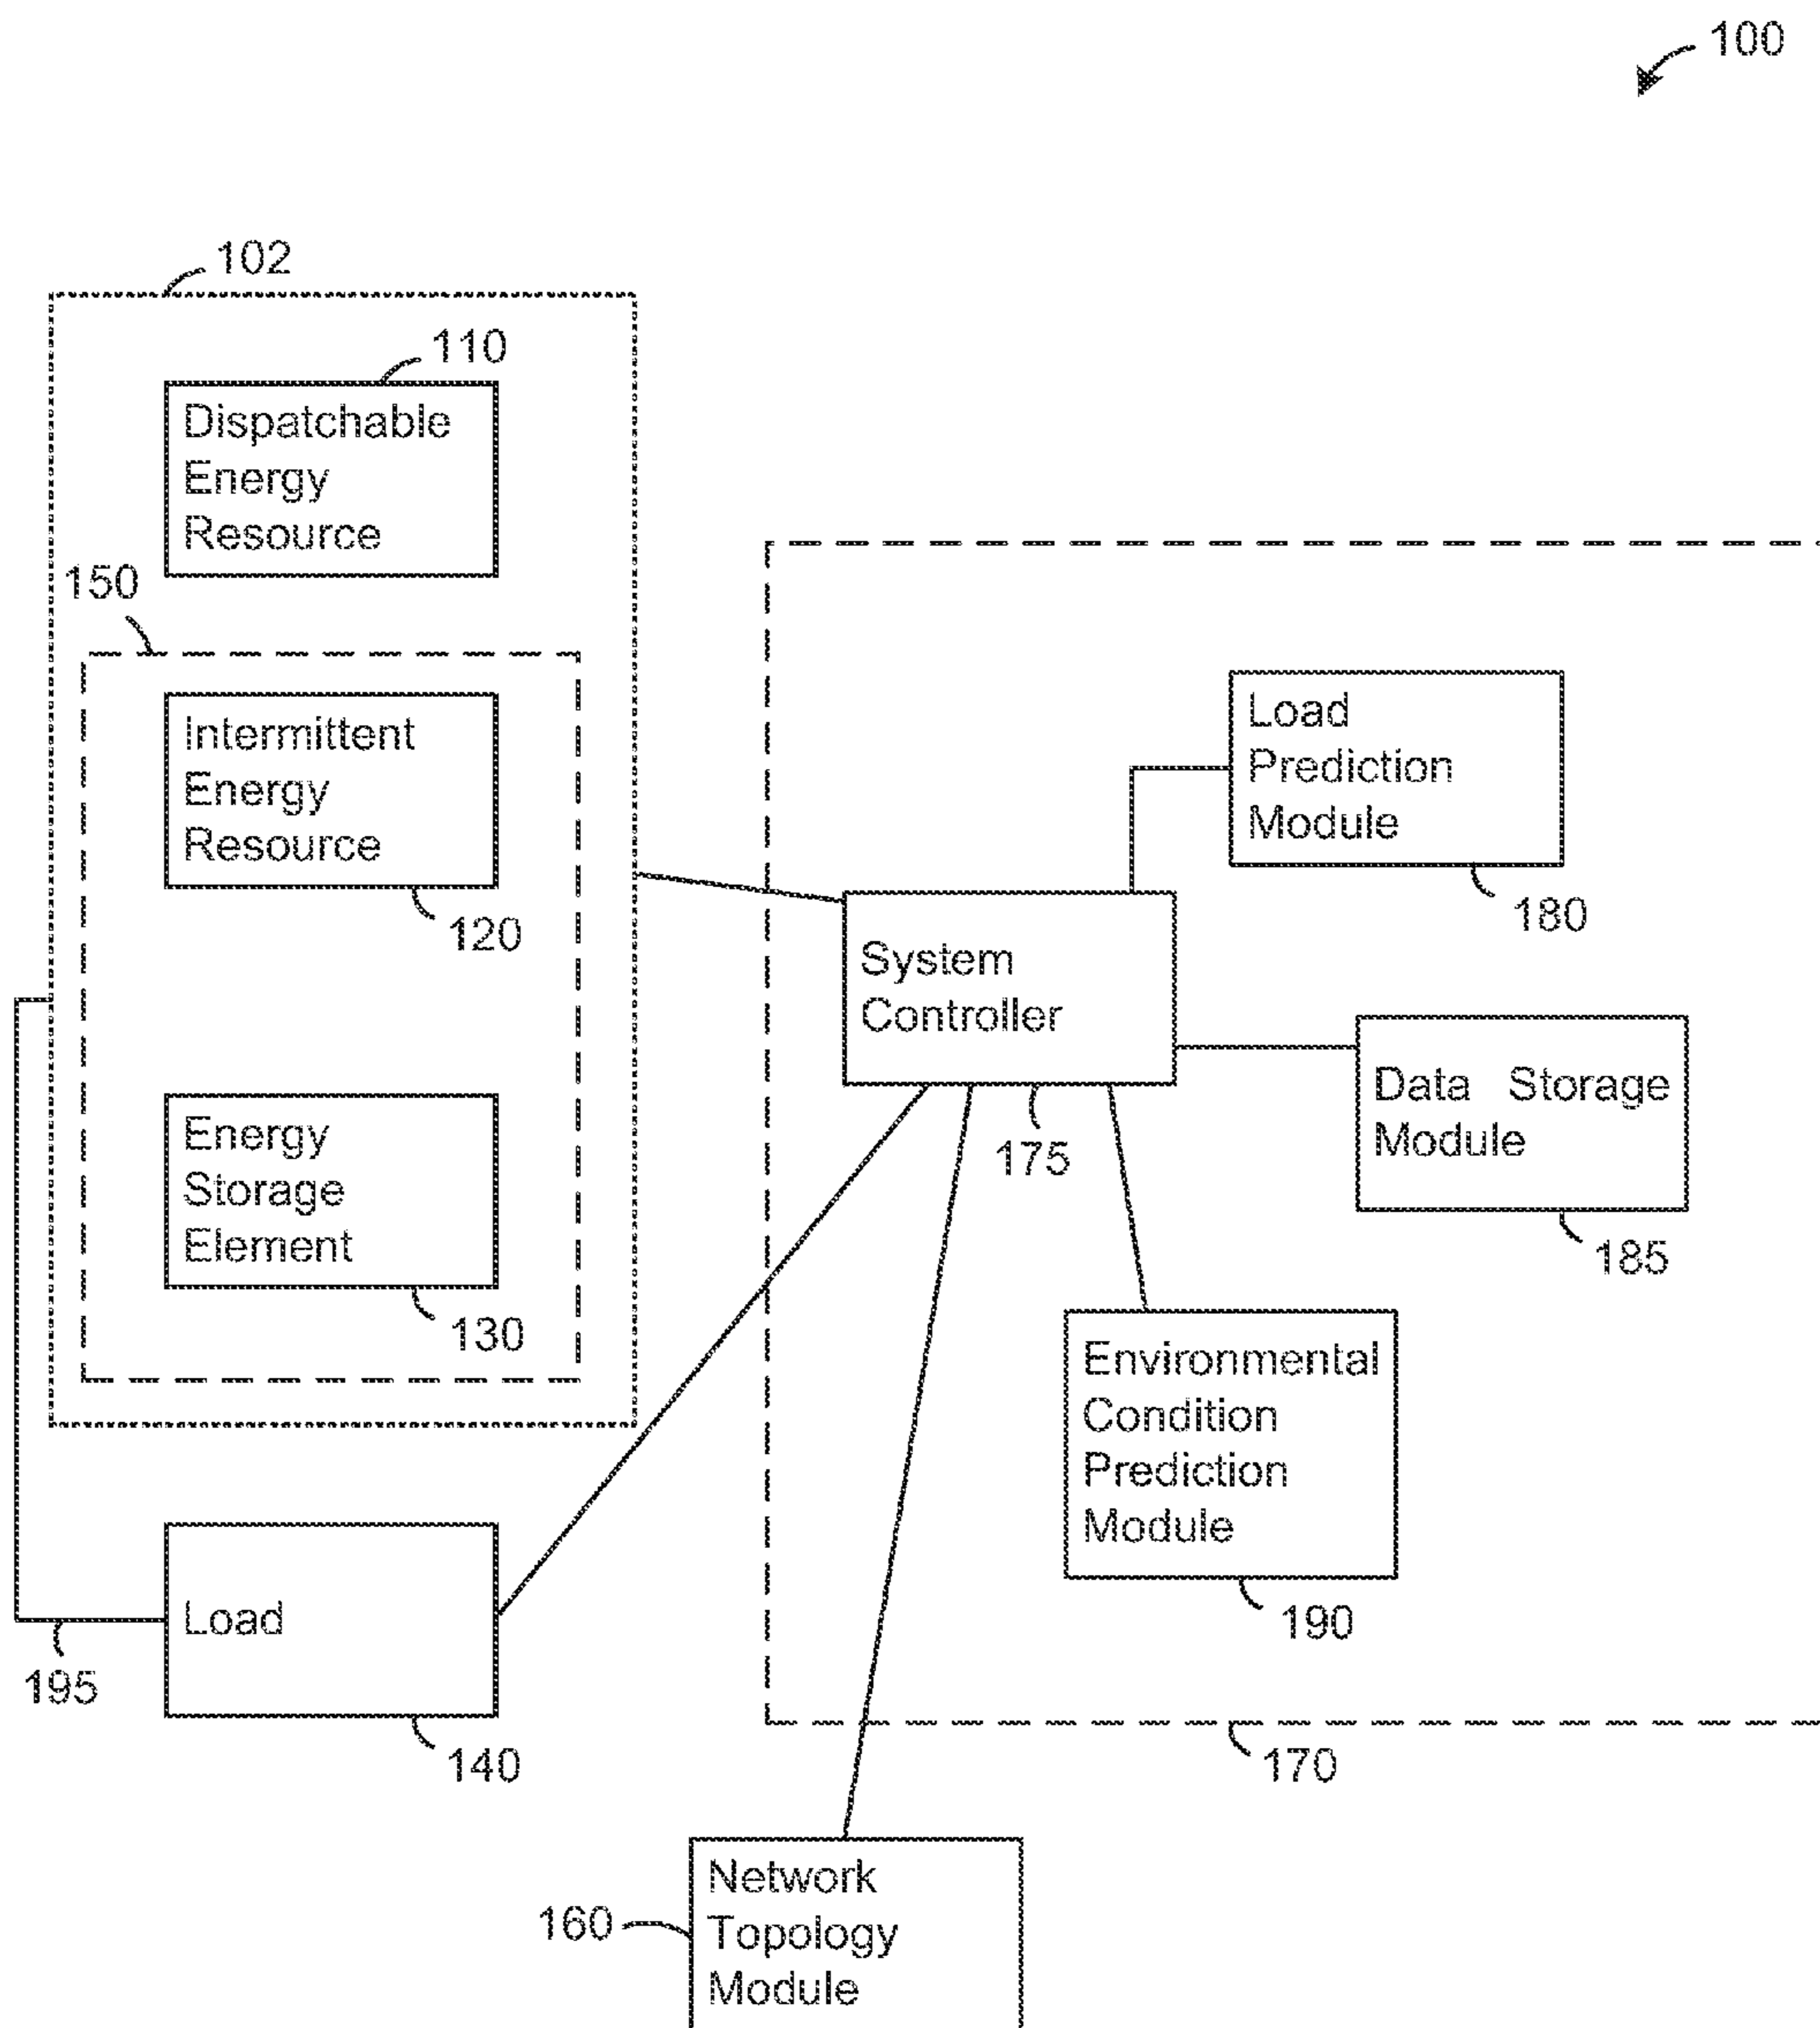 100
102
110
Dispatchable
Energy
Resource
150
Intermittent
Energy
Resource
120
Energy
Storage
Element
130
Load
195
140
Load
Prediction
Module
180
System
Controller
175
Data Storage
Module
185
Environmental
Condition
Prediction
Module
190
170
160
Network
Topology
Module